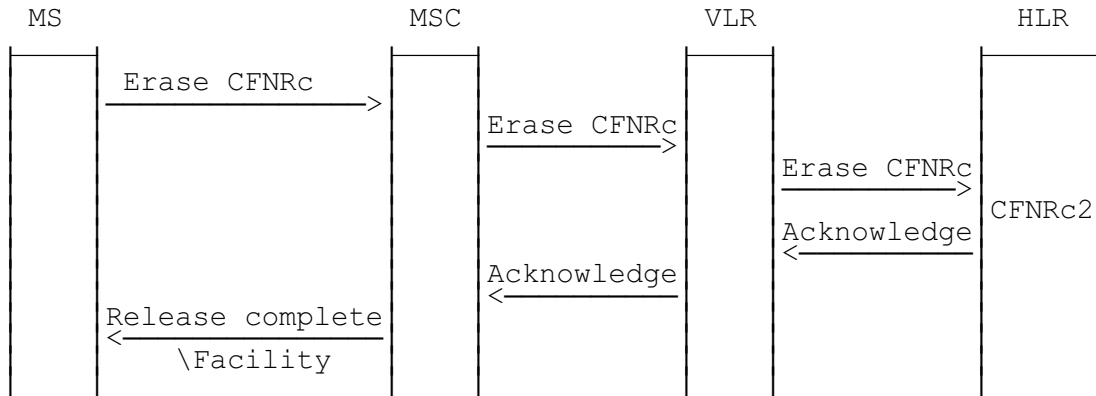 MS MSC VLR HLR
Erase CFNRc
Erase CFNRc
Erase CFNRc
CFNRc2
Acknowledge
Acknowledge
Release complete
\Facility